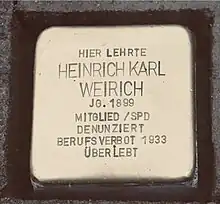 HIER LEHRTE
HEINRICH KARL
WEIRICH
JG. 1899
MITGLIED / SPD
DENUNZIERT
BERUFSVERBOT 1933
ÜBERLEBT